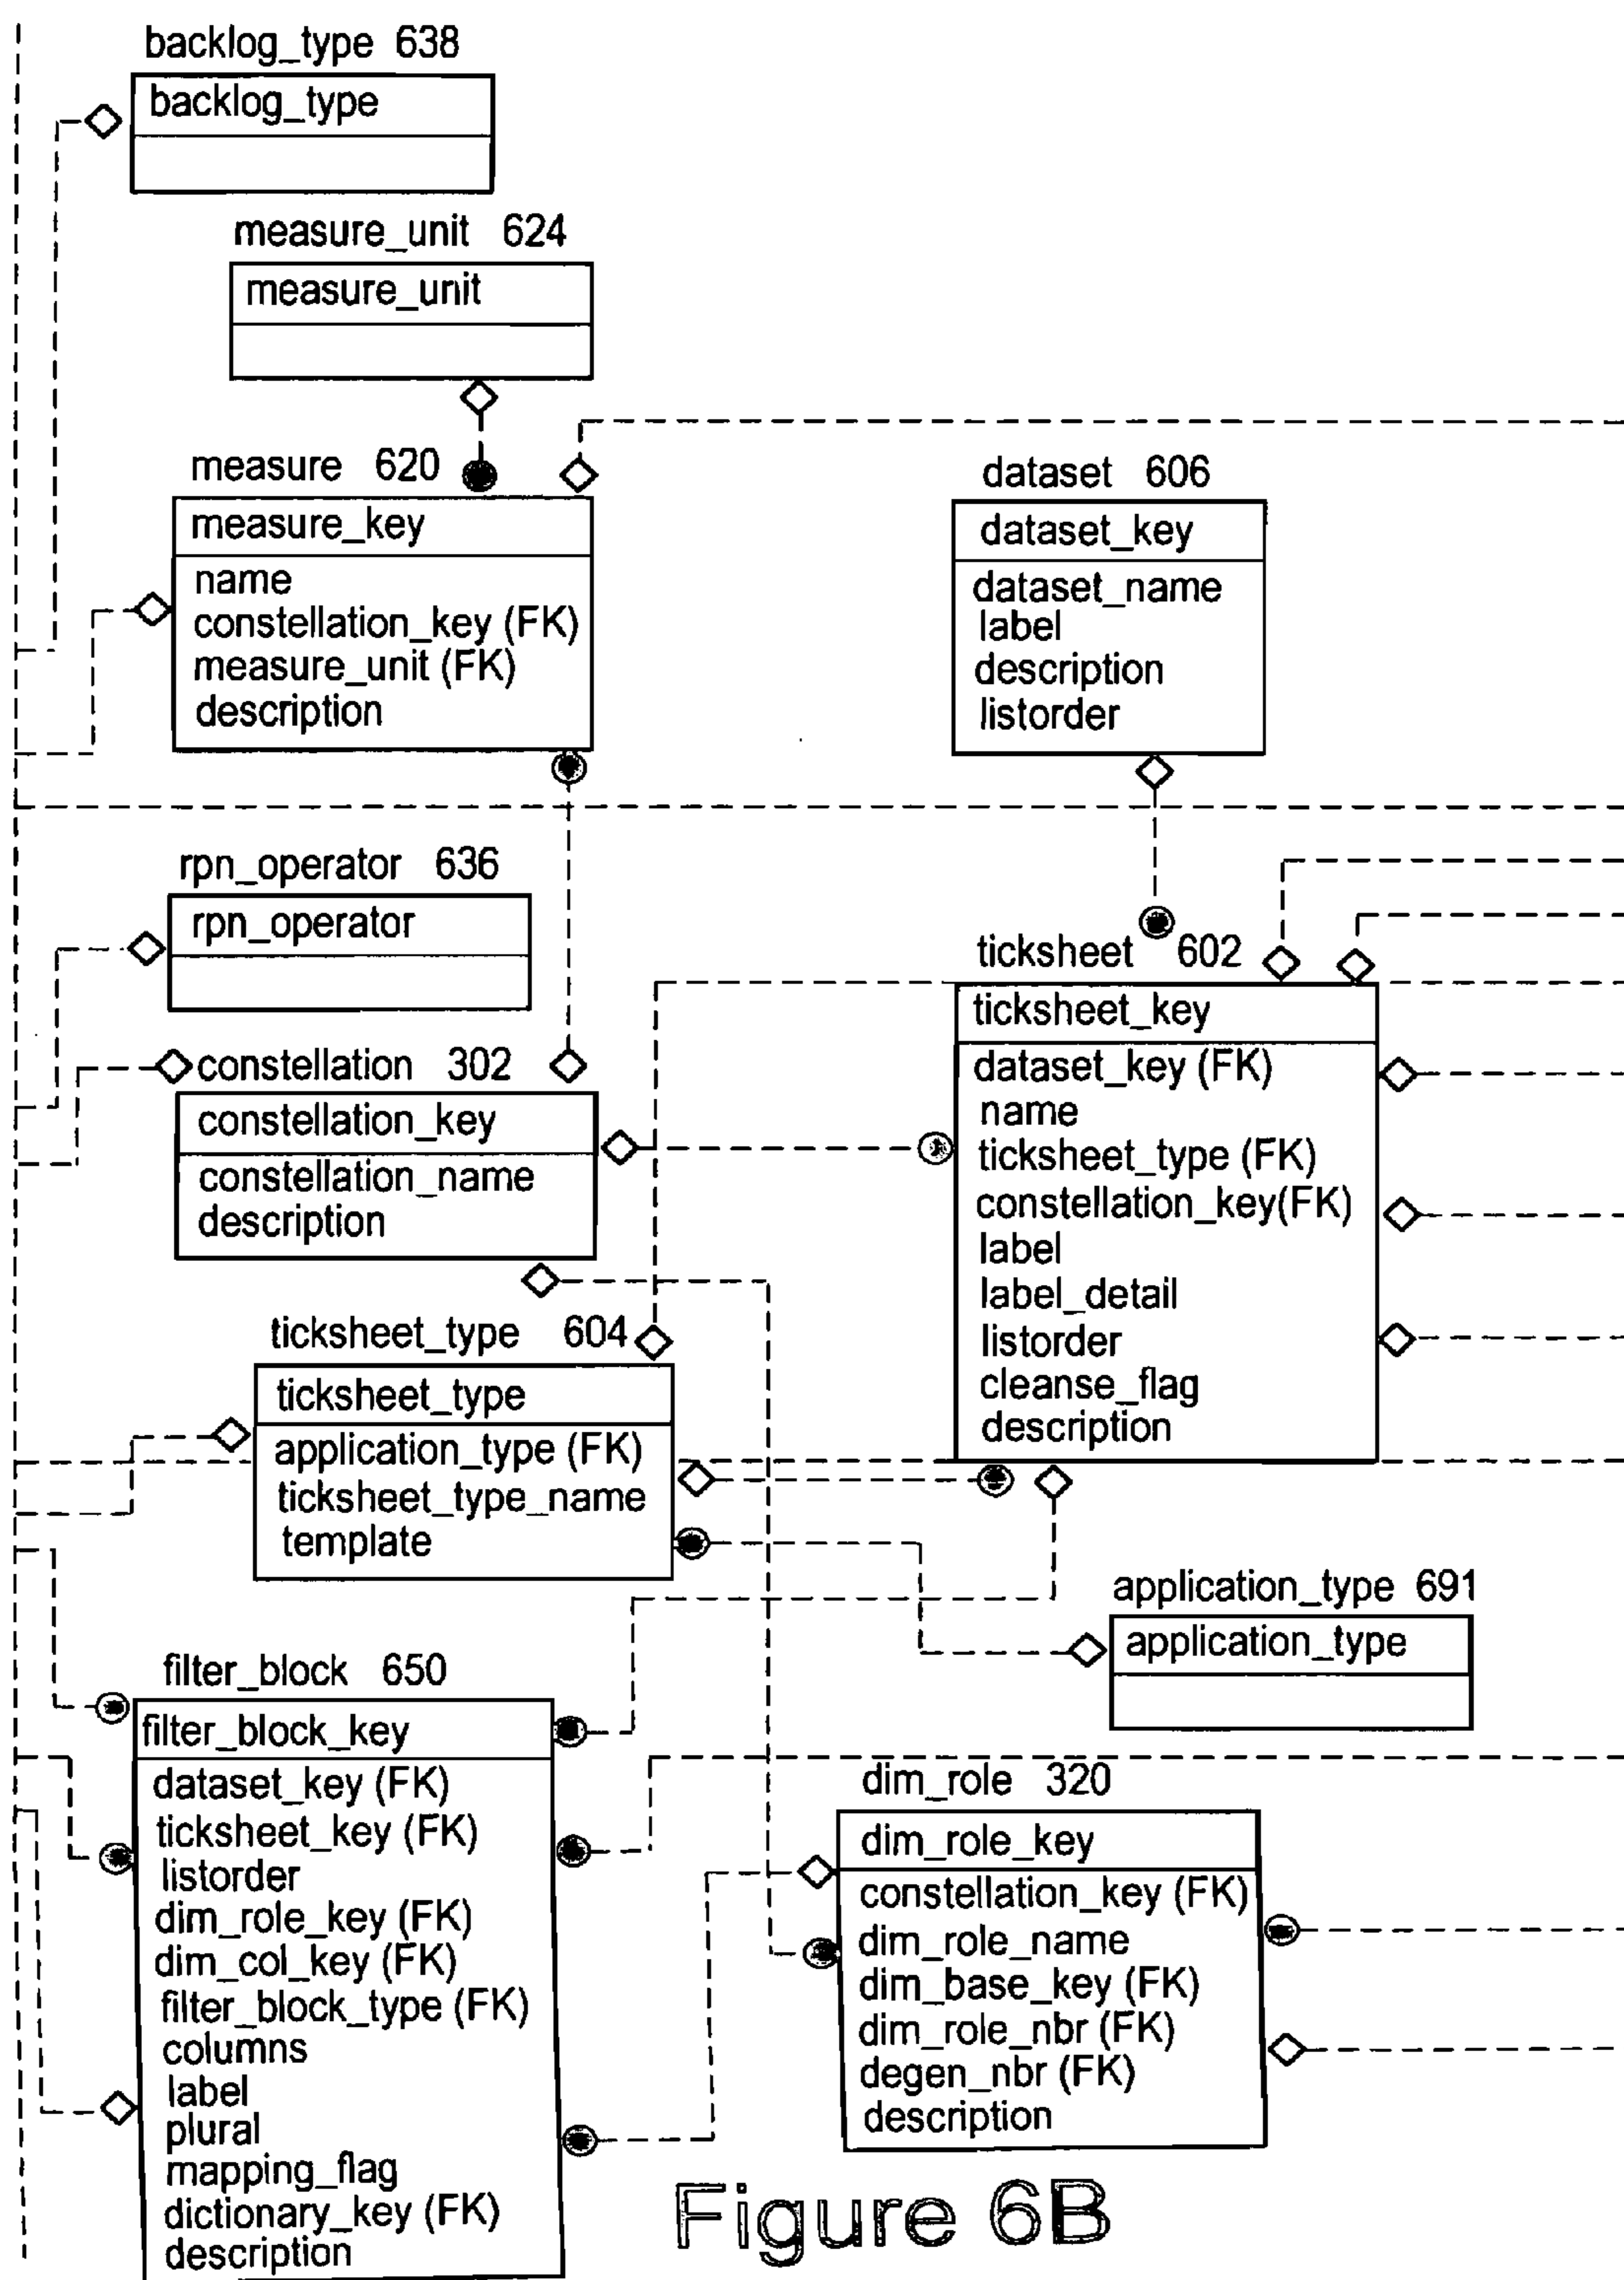 backlog_type 638
backlog_type
measure_unit 624
measure_unit
measure 620
measure_key
name
constellation_key (FK)
measure_unit (FK)
description
dataset 606
dataset_key
dataset_name
label
description
listorder
rpn_operator 636
rpn_operator
constellation 302
constellation_key
constellation_name
description
ticksheet 602
ticksheet_key
dataset_key (FK)
name
ticksheet_type (FK)
constellation_key(FK)
label
label_detail
listorder
cleanse_flag
description
ticksheet_type 604
ticksheet_type
application_type (FK)
ticksheet_type_name
template
application_type 691
application_type
filter_block 650
filter_block_key
dataset_key (FK)
ticksheet_key (FK)
listorder
dim_role_key (FK)
dim_col_key (FK)
filter_block_type (FK)
columns
label
plural
mapping_flag
dictionary_key (FK)
description
dim_role 320
dim_role_key
constellation_key (FK)
dim_role_name
dim_base_key (FK)
dim_role_nbr (FK)
degen_nbr (FK)
description
Figure 6B